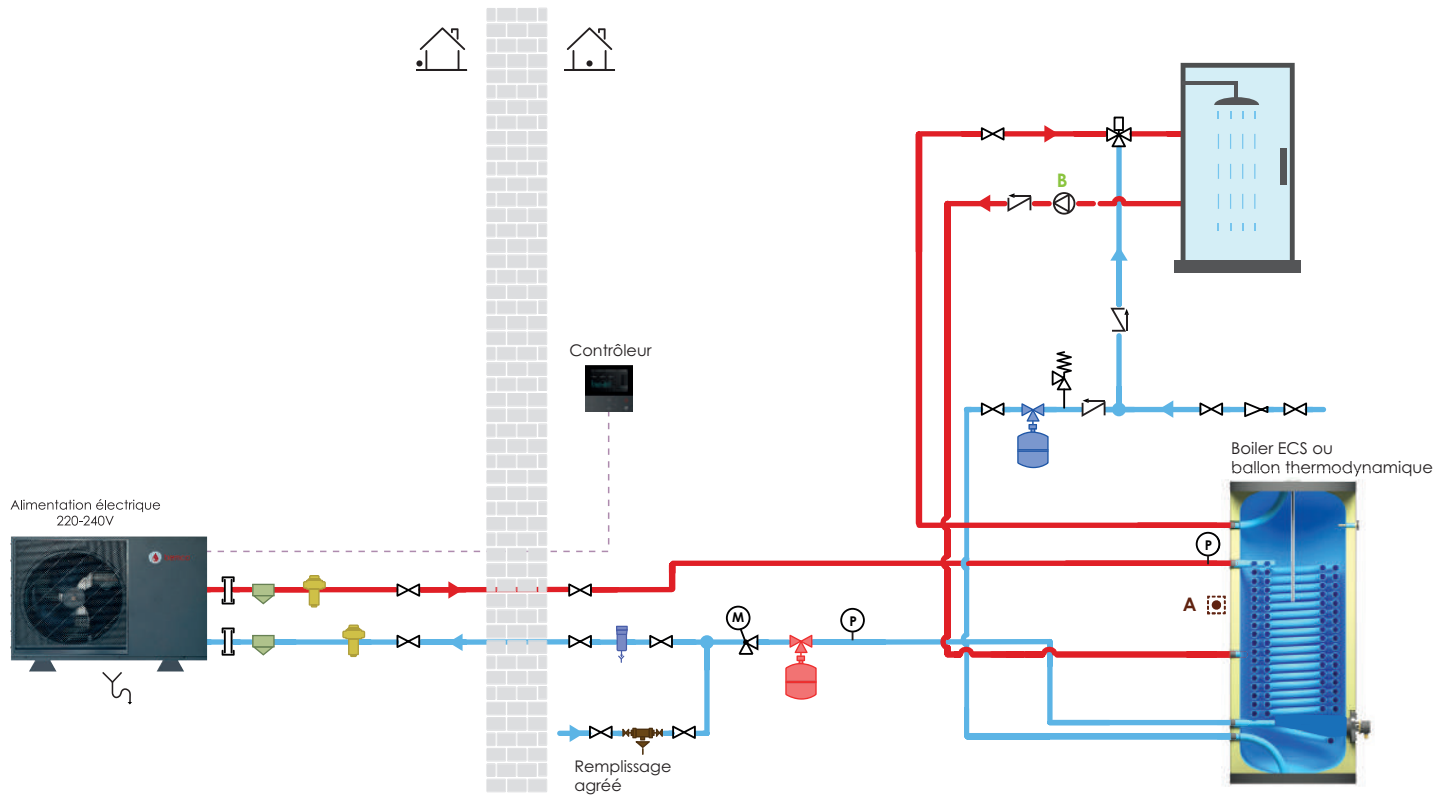 B
Contrôleur
Boiler ECS ou
ballon thermodynamique
Alimentation électrique
220-240V
P
A
M
P
Remplissage
agréé